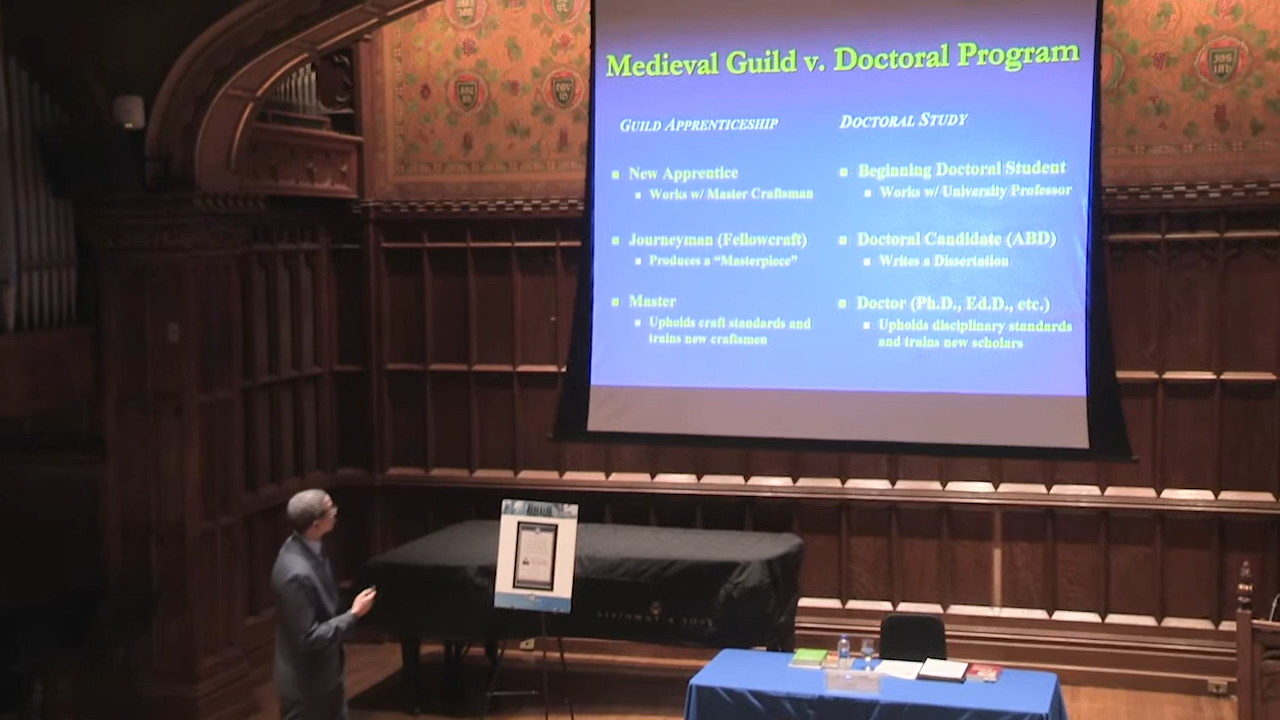 Medieval Guild v. Doctoral Program
GUILD APPRENTICESHIP
New Apprentice
Works w/ Master Craftsman
Journeyman (Fellowcraft)
Produces a “Masterpiece”
Master
Upholds craft standards and
trains new craftsmen
DOCTORAL STUDY
Beginning Doctoral Student
Works w/ University Professor
Doctoral Candidate (ABD)
Writes a Dissertation
Doctor (Ph.D., Ed.D., etc.)
Upholds disciplinary standards
and trains new scholars
STEINWAY & SONS